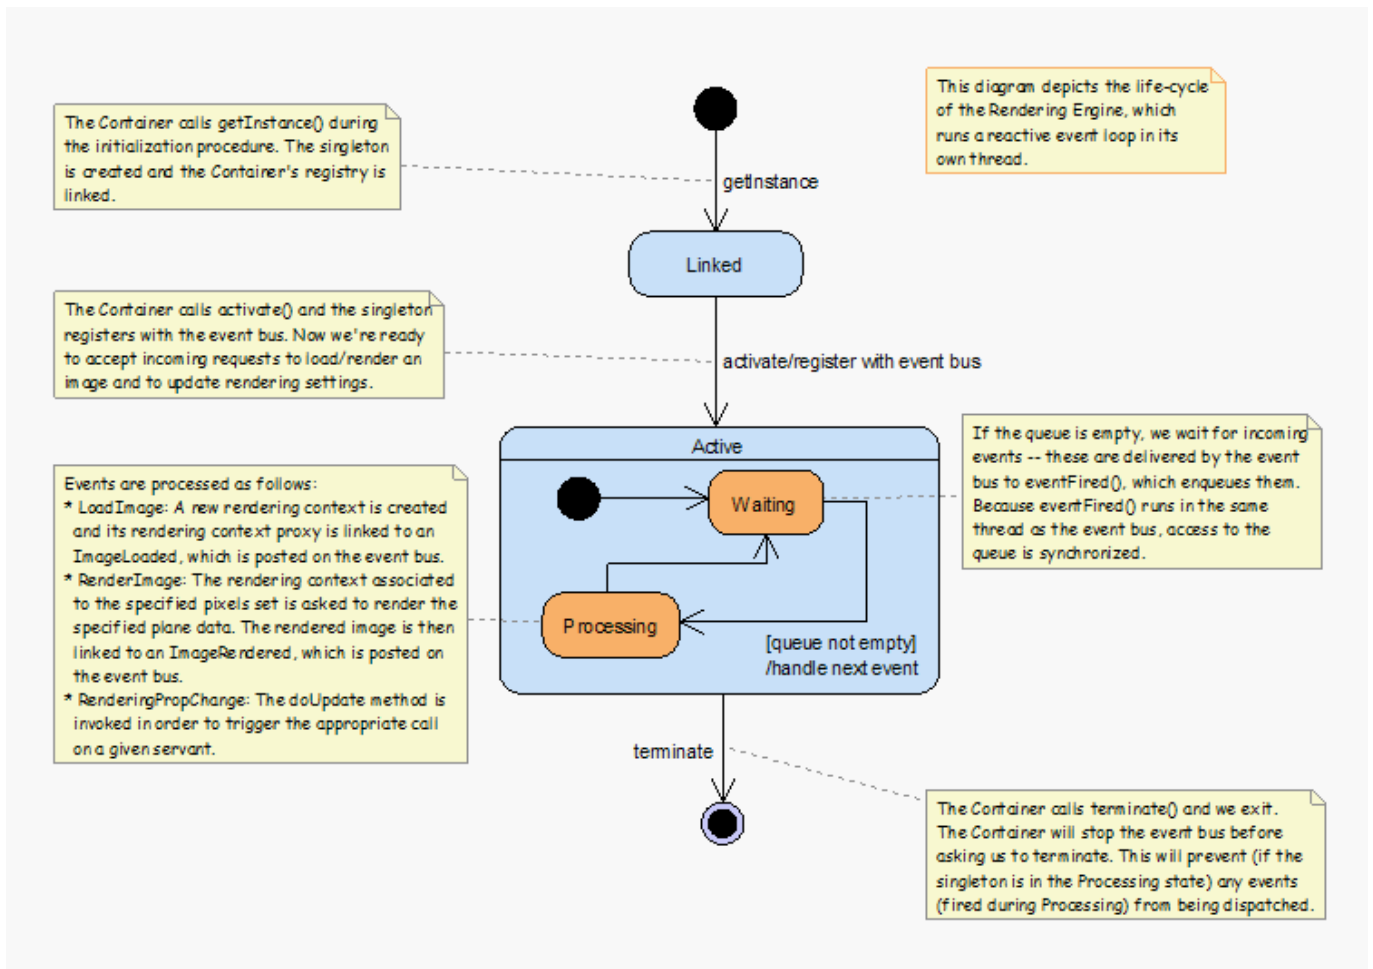 This diagram depicts the life-cycle
of the Rendering Engine, which
runs a reactive event loop in its
own thread.
The Container calls getInstance() during
the initialization procedure. The singleton
is created and the Container's registry is
linked.
getInstance
Linked
The Container calls activate() and the singleton
registers with the event bus. Now we're ready
to accept incoming requests to load/render an
image and to update rendering settings.
activate/register with event bus
Active
Waiting
Processing
[queue not empty]
/handle next event
If the queue is empty, we wait for incoming
events -- these are delivered by the event
bus to eventFired(), which enqueues them.
Because eventFired() runs in the same
thread as the event bus, access to the
queue is synchronized.
Events are processed as follows:
* LoadImage: A new rendering context is created
and its rendering context proxy is linked to an
ImageLoaded, which is posted on the event bus.
* RenderImage: The rendering context associated
to the specified pixels set is asked to render the
specified plane data. The rendered image is then
linked to an ImageRendered, which is posted on
the event bus.
* RenderingPropChange: The doUpdate method is
invoked in order to trigger the appropriate call
on a given servant.
terminate
The Container calls terminate() and we exit.
The Container will stop the event bus before
asking us to terminate. This will prevent (if the
singleton is in the Processing state) any events
(fired during Processing) from being dispatched.